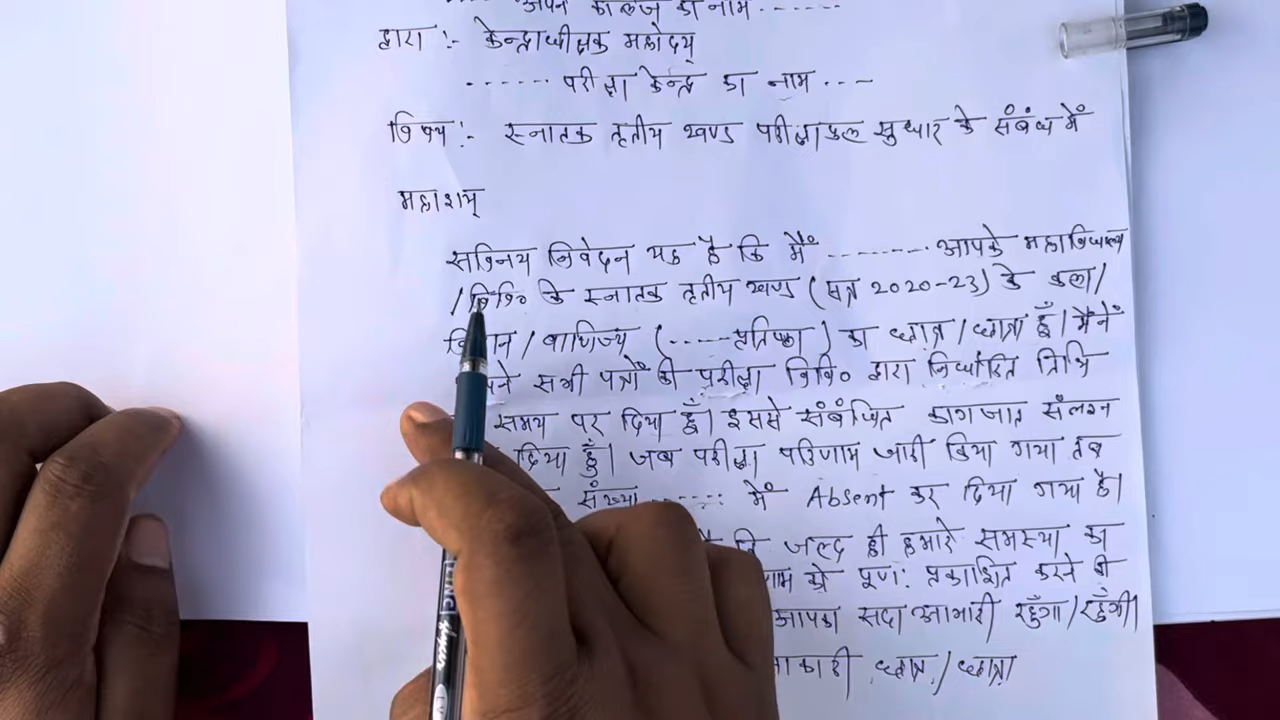 अपने कालेज का नाम .......
द्वारा :- केन्द्राधीक्षक महोदय्
....... परीक्षा केन्द्र का नाम ....
विषय :- स्नातक तृतीय खण्ड परीक्षाफल सुधार के संबंध में
महाशय्
सविनय निवेदन यह है कि मैं ......... आपके महाविधालय
/ वि०वि० के स्नातक तृतीय खण्ड (सत्र 2020-23) के कला/
/ वाणिज्य (...... प्रतिष्ठा) का छात्र / छात्रा हूँ। मैंनें
सभी पत्रों की परीक्षा वि०वि० द्वारा निर्धारित तिथि
समय पर दिया हूँ। इससे संबंधित कागजात संलग्न
दिया हूँ। जब परीक्षा परिणाम जारी किया गया तब
संख्या ....... में Absent कर दिया गया है।
कि जल्द ही हमारे समस्या का
को पूण: प्रकाशित करने की
आपका सदा आभारी रहुँगा/रहुँगी।
छात्र / छात्रा